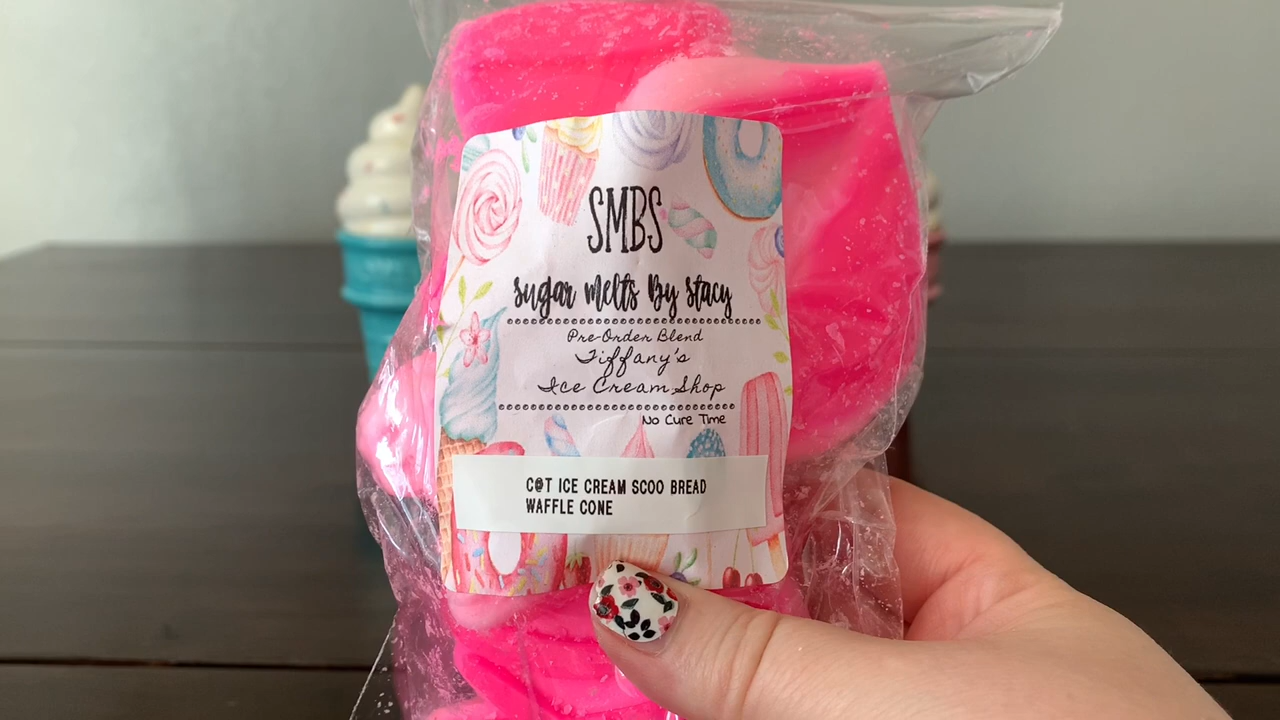 SMBS
sugar melts By stacy
Pre-Order Blend
Tiffany's
Ice Cream Shop
No Cure Time
C@T ICE CREAM SCOO BREAD
WAFFLE CONE